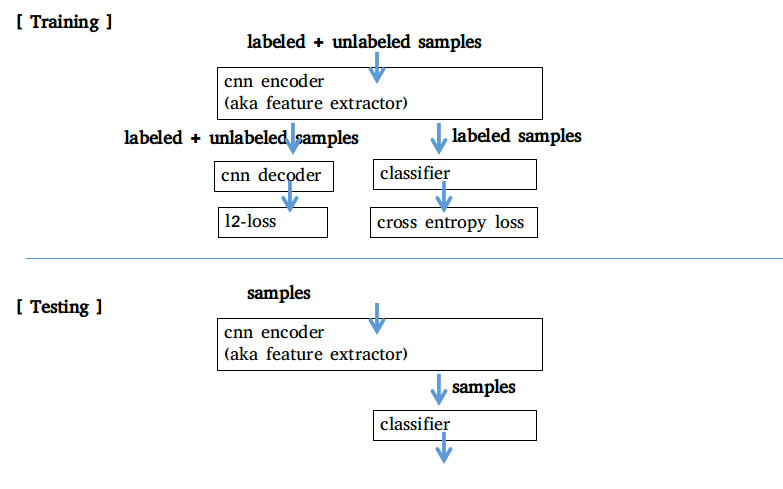 [ Training ]
labeled + unlabeled samples
cnn encoder
(aka feature extractor)
labeled + unlabeled samples
labeled samples
cnn decoder
classifier
l2-loss
cross entropy loss
[ Testing ]
samples
cnn encoder
(aka feature extractor)
samples
classifier